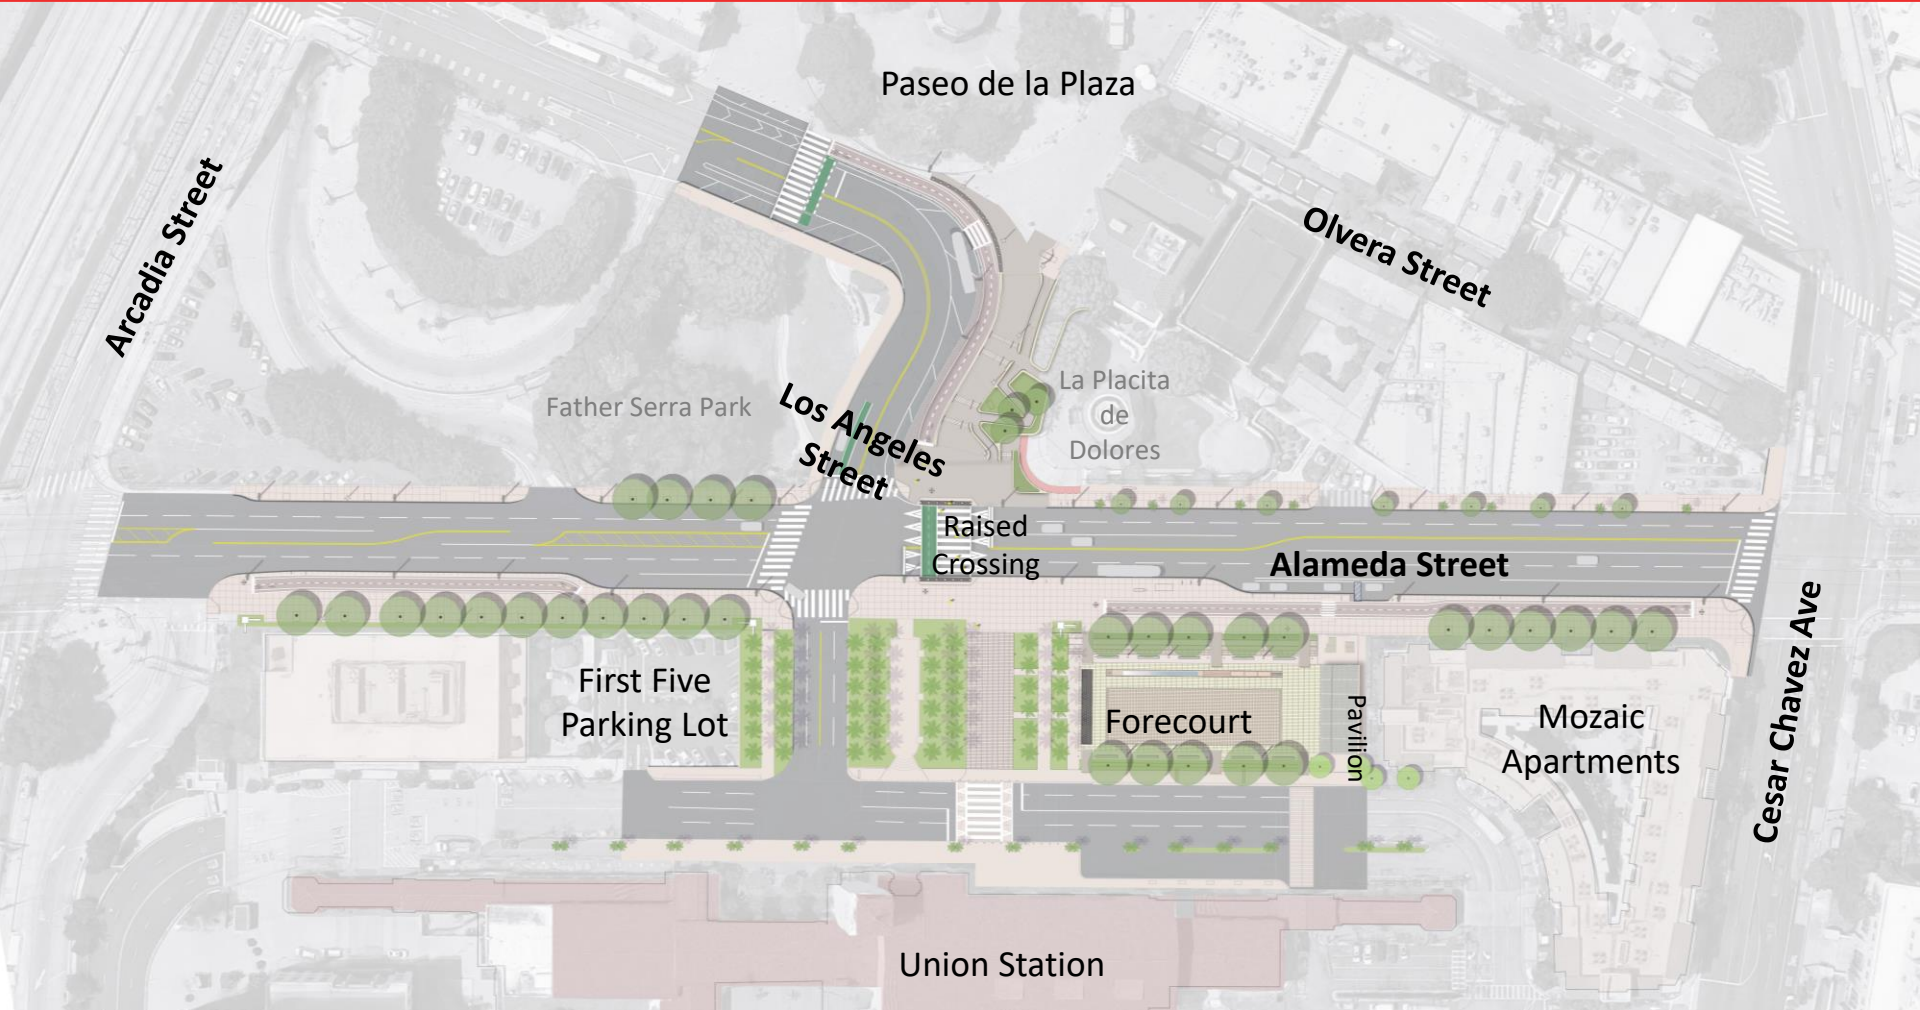 Paseo de la Plaza
Arcadia Street
Olvera Street
Father Serra Park
Los Angeles
Street
La Placita
de
Dolores
Raised
Crossing
Alameda Street
Cesar Chavez Ave
First Five
Parking Lot
Forecourt
Pavilion
Mozaic
Apartments
Union Station